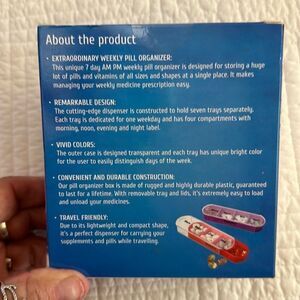 About the product
• EXTRAORDINARY WEEKLY PILL ORGANIZER:
This unique 7 day AM PM weekly pill organizer is designed for storing a huge
lot of pills and vitamins of all sizes and shapes at a single place. It makes
managing your weekly medicine prescription easy.
• REMARKABLE DESIGN:
The cutting-edge dispenser is constructed to hold seven trays separately.
Each tray is dedicated for one weekday and has four compartments with
morning, noon, evening and night label.
• VIVID COLORS:
The outer case is designed transparent and each tray has unique bright color
for the user to easily distinguish days of the week.
• CONVENIENT AND DURABLE CONSTRUCTION:
Our pill organizer box is made of rugged and highly durable plastic, guaranteed
to last for a lifetime. With removable tray and lids, it's extremely easy to load
and unload your medicines.
• TRAVEL FRIENDLY:
Due to its lightweight and compact shape,
it's a perfect dispenser for carrying your
supplements and pills while travelling.